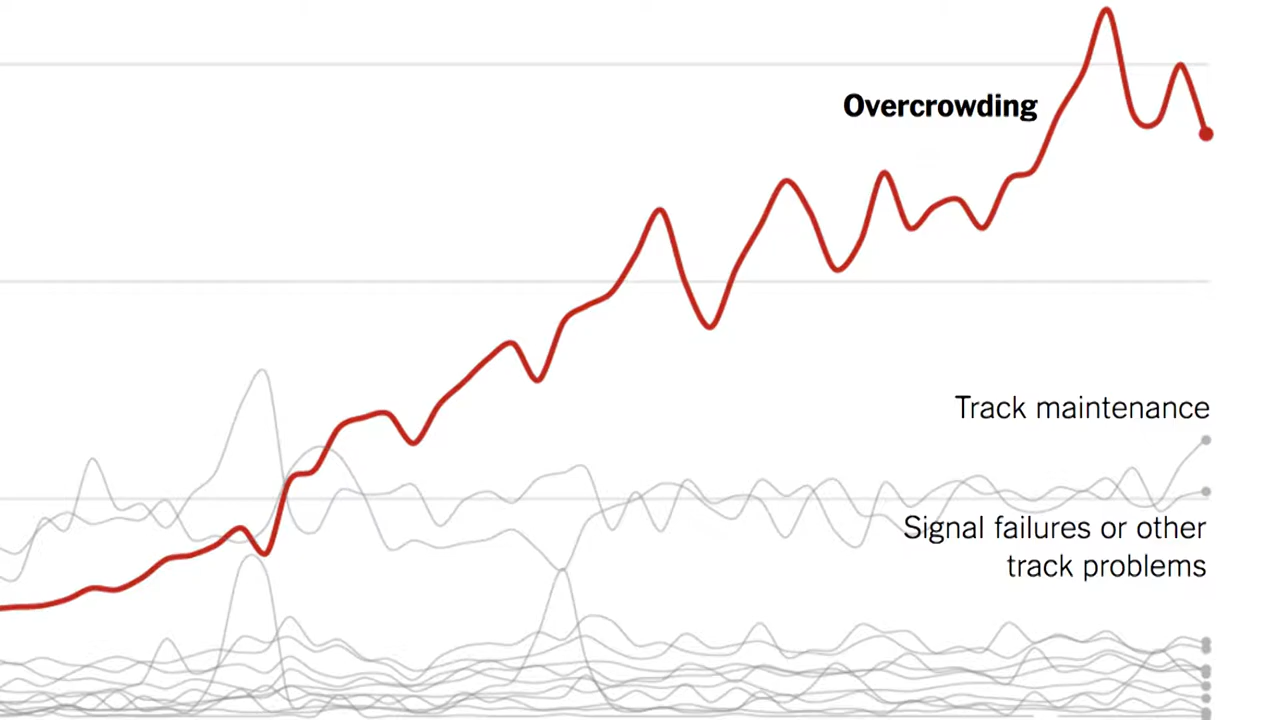 Overcrowding
Track maintenance
Signal failures or other
track problems